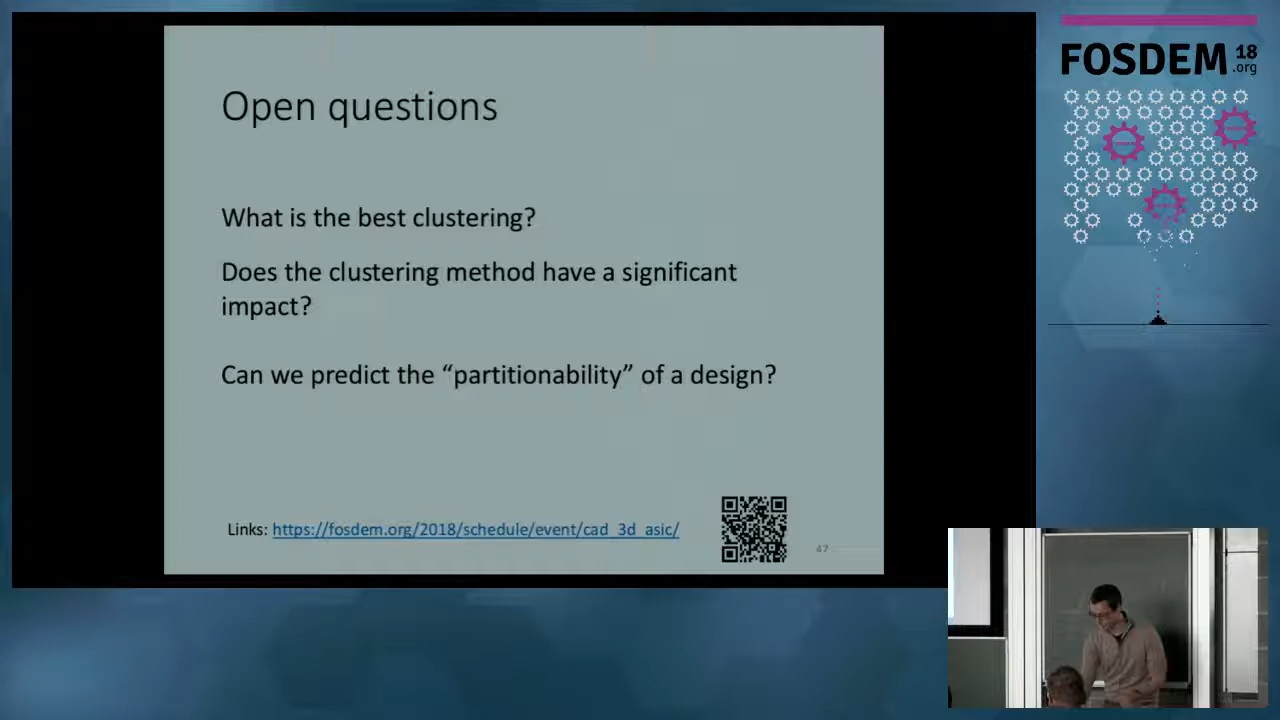 Open questions
What is the best clustering?
Does the clustering method have a significant
impact?
Can we predict the “partitionability” of a design?
Links: https://fosdem.org/2018/schedule/event/cad_3d_asic/
47
FOSDEM 18
.org